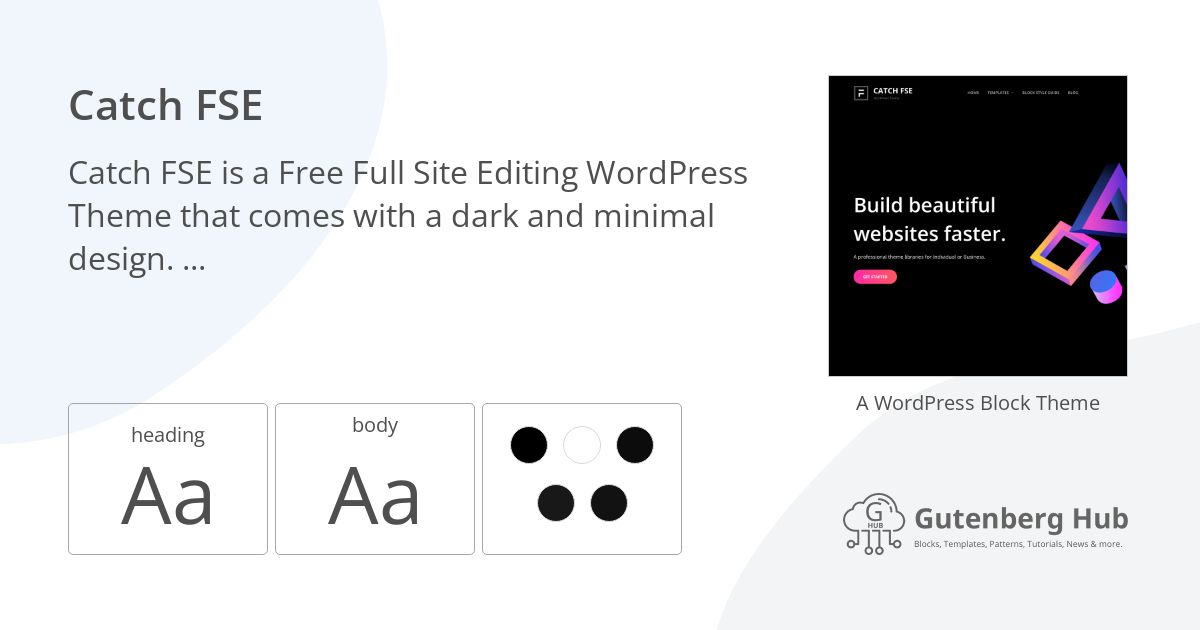 Catch FSE
Catch FSE is a Free Full Site Editing WordPress
Theme that comes with a dark and minimal
design. ...
heading
Aa
body
Aa
CATCH FSE
HOME TEMPLATES BLOCK STYLE GUIDE BLOG
Build beautiful
websites faster.
A professional theme libraries for individual or Business.
GET STARTED
A WordPress Block Theme
G
HUB
Gutenberg Hub
Blocks, Templates, Patterns, Tutorials, News & more.